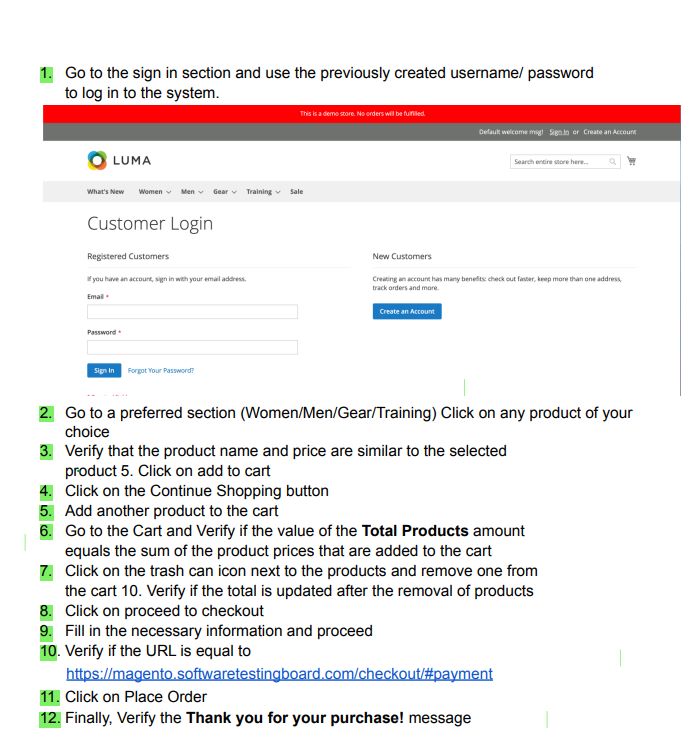 1. Go to the sign in section and use the previously created username/ password
to log in to the system.
This is a demo store. No orders will be fulfilled.
Default welcome msg! Sign In or Create an Account
LUMA
Search entire store here...
What's New Women Men Gear Training Sale
Customer Login
Registered Customers
If you have an account, sign in with your email address.
Email *
Password *
Sign In Forgot Your Password?
New Customers
Creating an account has many benefits: check out faster, keep more than one address,
track orders and more.
Create an Account
2. Go to a preferred section (Women/Men/Gear/Training) Click on any product of your
choice
3. Verify that the product name and price are similar to the selected
product 5. Click on add to cart
4. Click on the Continue Shopping button
5. Add another product to the cart
6. Go to the Cart and Verify if the value of the Total Products amount
equals the sum of the product prices that are added to the cart
7. Click on the trash can icon next to the products and remove one from
the cart 10. Verify if the total is updated after the removal of products
8. Click on proceed to checkout
9. Fill in the necessary information and proceed
10. Verify if the URL is equal to
https://magento.softwaretestingboard.com/checkout/#payment
11. Click on Place Order
12. Finally, Verify the Thank you for your purchase! message